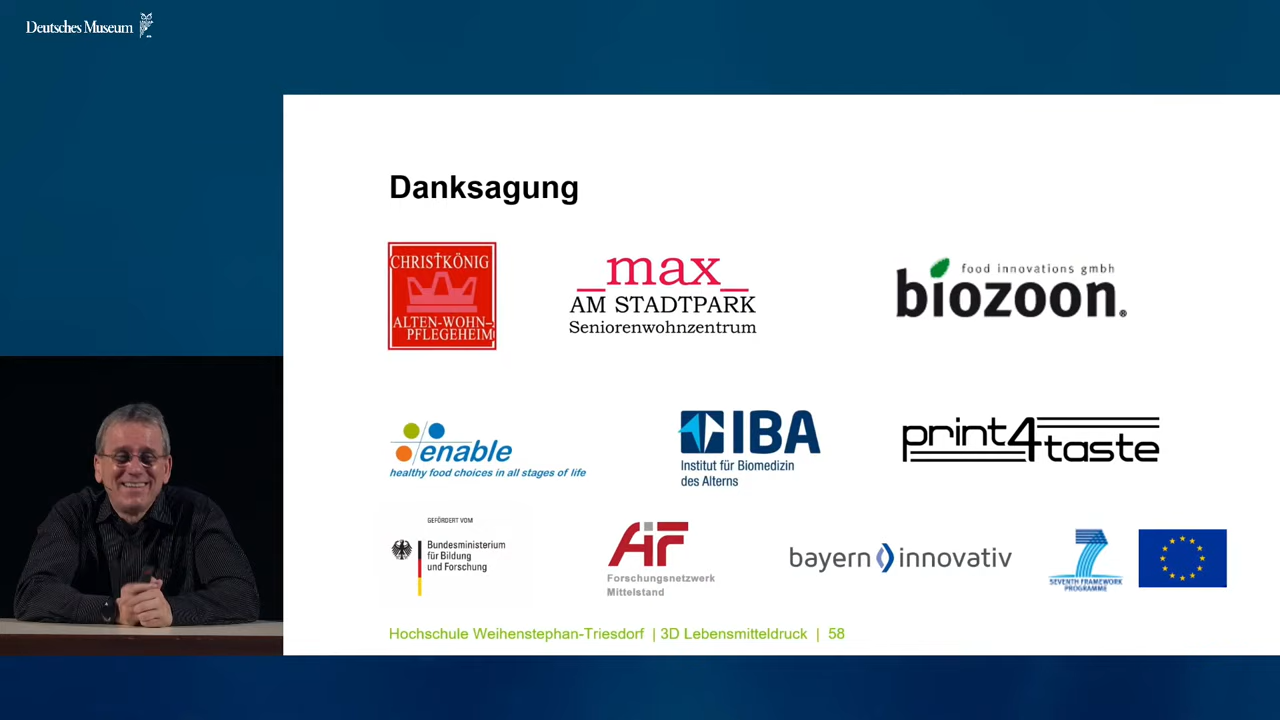 Deutsches Museum
Danksagung
CHRISTKÖNIG
ALTEN-WOHN-
PFLEGEHEIM
_max_
AM STADTPARK
Seniorenwohnzentrum
food innovations gmbh
biozoon®
enable
healthy food choices in all stages of life
IBA
Institut für Biomedizin
des Alterns
print4taste
GEFÖRDERT VOM
Bundesministerium
für Bildung
und Forschung
AiF
Forschungsnetzwerk
Mittelstand
bayern innovativ
7
SEVENTH FRAMEWORK
PROGRAMME
Hochschule Weihenstephan-Triesdorf | 3D Lebensmitteldruck | 58